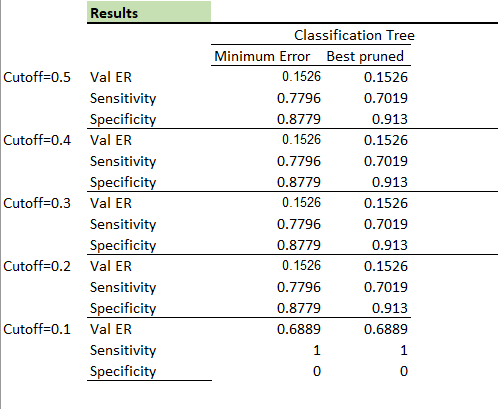 Results
Classification Tree
Minimum Error Best pruned
Cutoff=0.5 Val ER 0.1526 0.1526
Sensitivity 0.7796 0.7019
Specificity 0.8779 0.913
Cutoff=0.4 Val ER 0.1526 0.1526
Sensitivity 0.7796 0.7019
Specificity 0.8779 0.913
Cutoff=0.3 Val ER 0.1526 0.1526
Sensitivity 0.7796 0.7019
Specificity 0.8779 0.913
Cutoff=0.2 Val ER 0.1526 0.1526
Sensitivity 0.7796 0.7019
Specificity 0.8779 0.913
Cutoff=0.1 Val ER 0.6889 0.6889
Sensitivity 1 1
Specificity 0 0